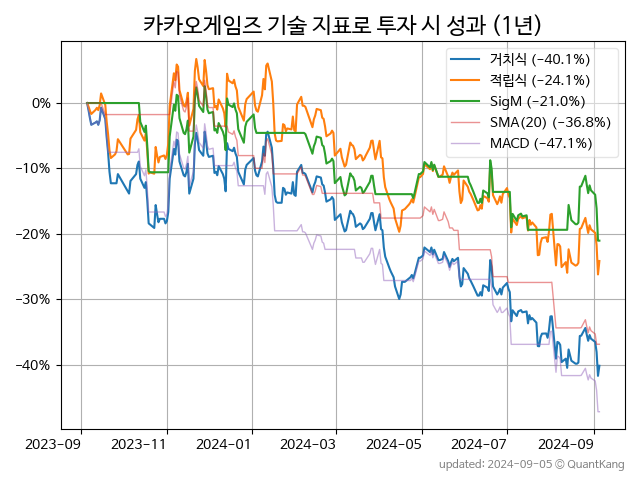 카카오게임즈 기술 지표로 투자 시 성과 (1년)
거치식 (−40.1%)
적립식 (−24.1%)
SigM (−21.0%)
SMA(20) (−36.8%)
MACD (−47.1%)
0%
−10%
−20%
−30%
−40%
2023-09 2023-11 2024-01 2024-03 2024-05 2024-07 2024-09
updated: 2024-09-05 © QuantKang